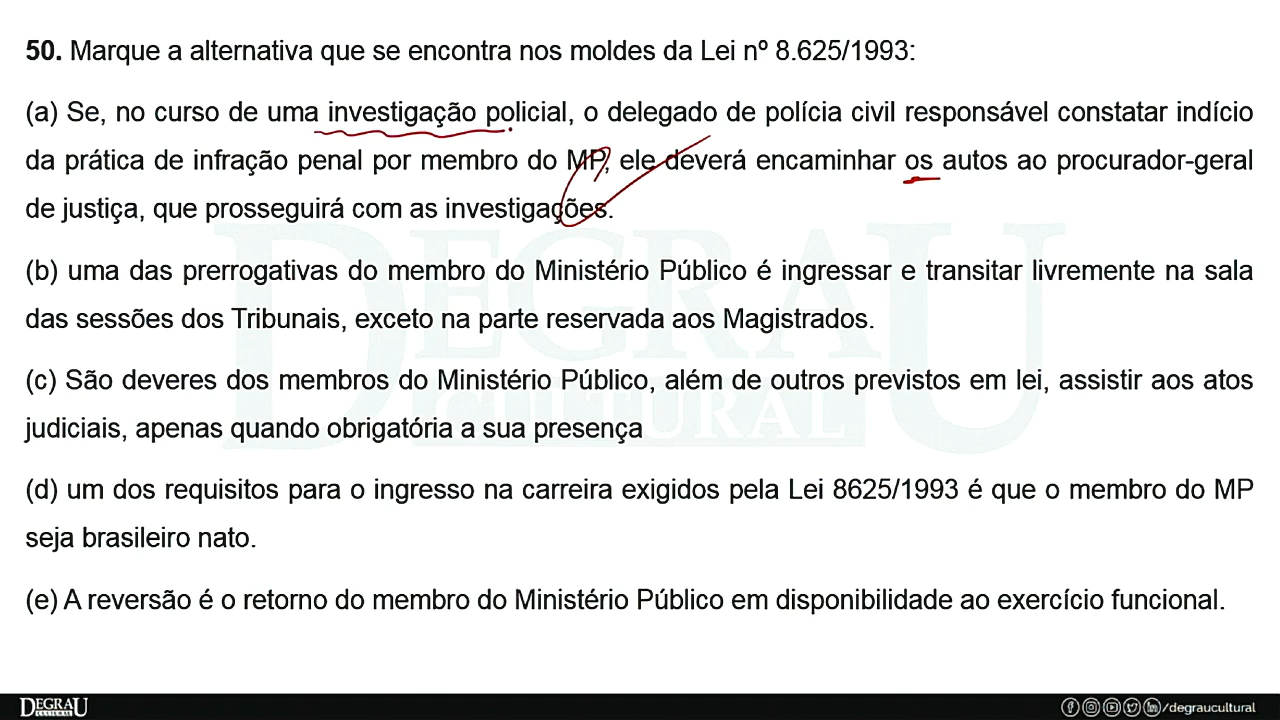 50. Marque a alternativa que se encontra nos moldes da Lei nº 8.625/1993:
(a) Se, no curso de uma investigação policial, o delegado de polícia civil responsável constatar indício
da prática de infração penal por membro do MP, ele deverá encaminhar os autos ao procurador-geral
de justiça, que prosseguirá com as investigações.
(b) uma das prerrogativas do membro do Ministério Público é ingressar e transitar livremente na sala
das sessões dos Tribunais, exceto na parte reservada aos Magistrados.
(c) São deveres dos membros do Ministério Público, além de outros previstos em lei, assistir aos atos
judiciais, apenas quando obrigatória a sua presença
(d) um dos requisitos para o ingresso na carreira exigidos pela Lei 8625/1993 é que o membro do MP
seja brasileiro nato.
(e) A reversão é o retorno do membro do Ministério Público em disponibilidade ao exercício funcional.
DEGRAU
CULTURAL
DEGRAU
CULTURAL
/degraucultural